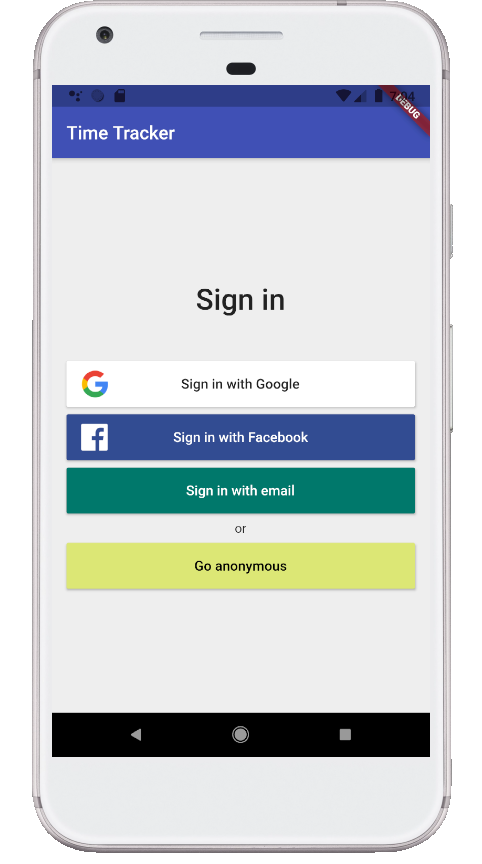 DEBUG
Time Tracker
Sign in
Sign in with Google
Sign in with Facebook
Sign in with email
or
Go anonymous